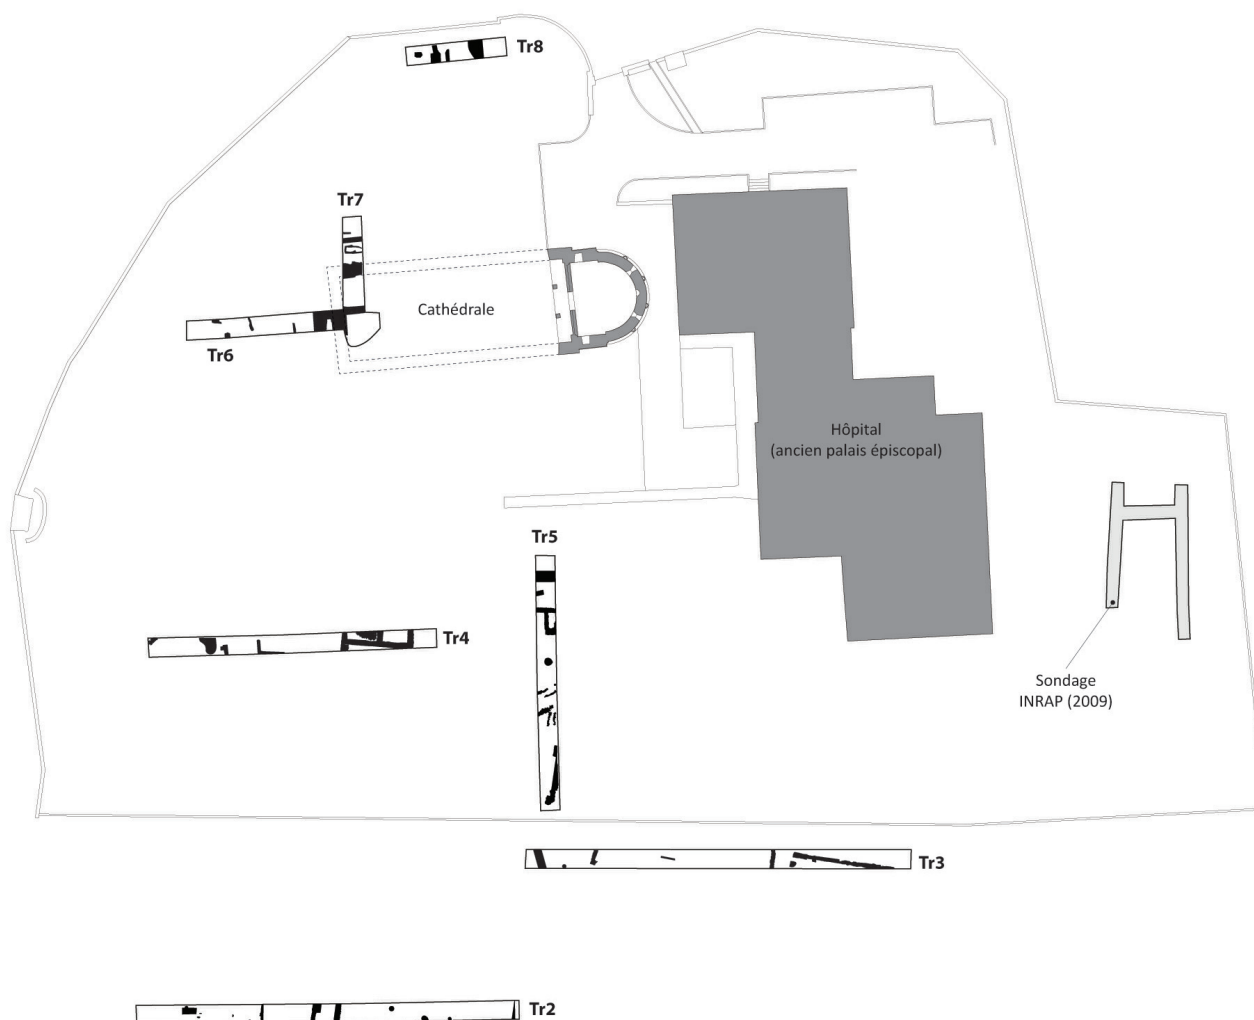 Tr8
Tr7
Cathédrale
Tr6
Hôpital
(ancien palais épiscopal)
Tr5
Tr4
Sondage
INRAP (2009)
Tr3
Tr2